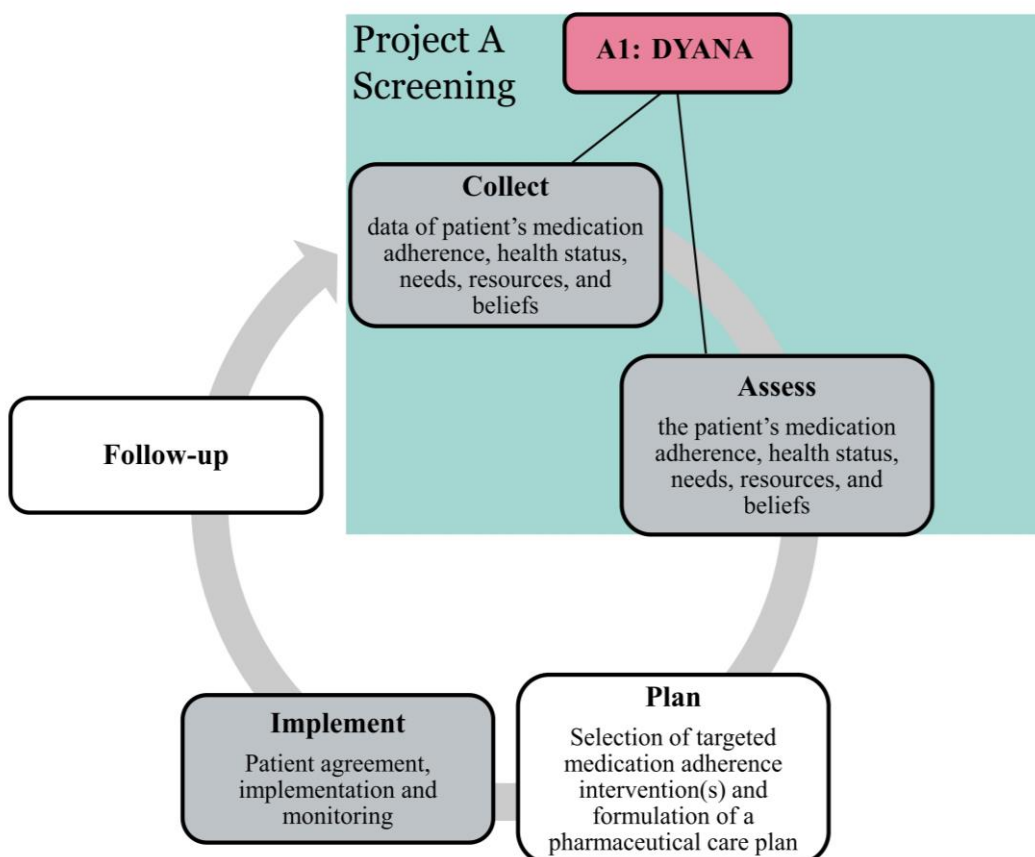 Project A
Screening
A1: DYANA
Collect
data of patient’s medication
adherence, health status,
needs, resources, and
beliefs
Assess
the patient’s medication
adherence, health status,
needs, resources, and
beliefs
Follow-up
Plan
Selection of targeted
medication adherence
intervention(s) and
formulation of a
pharmaceutical care plan
Implement
Patient agreement,
implementation and
monitoring